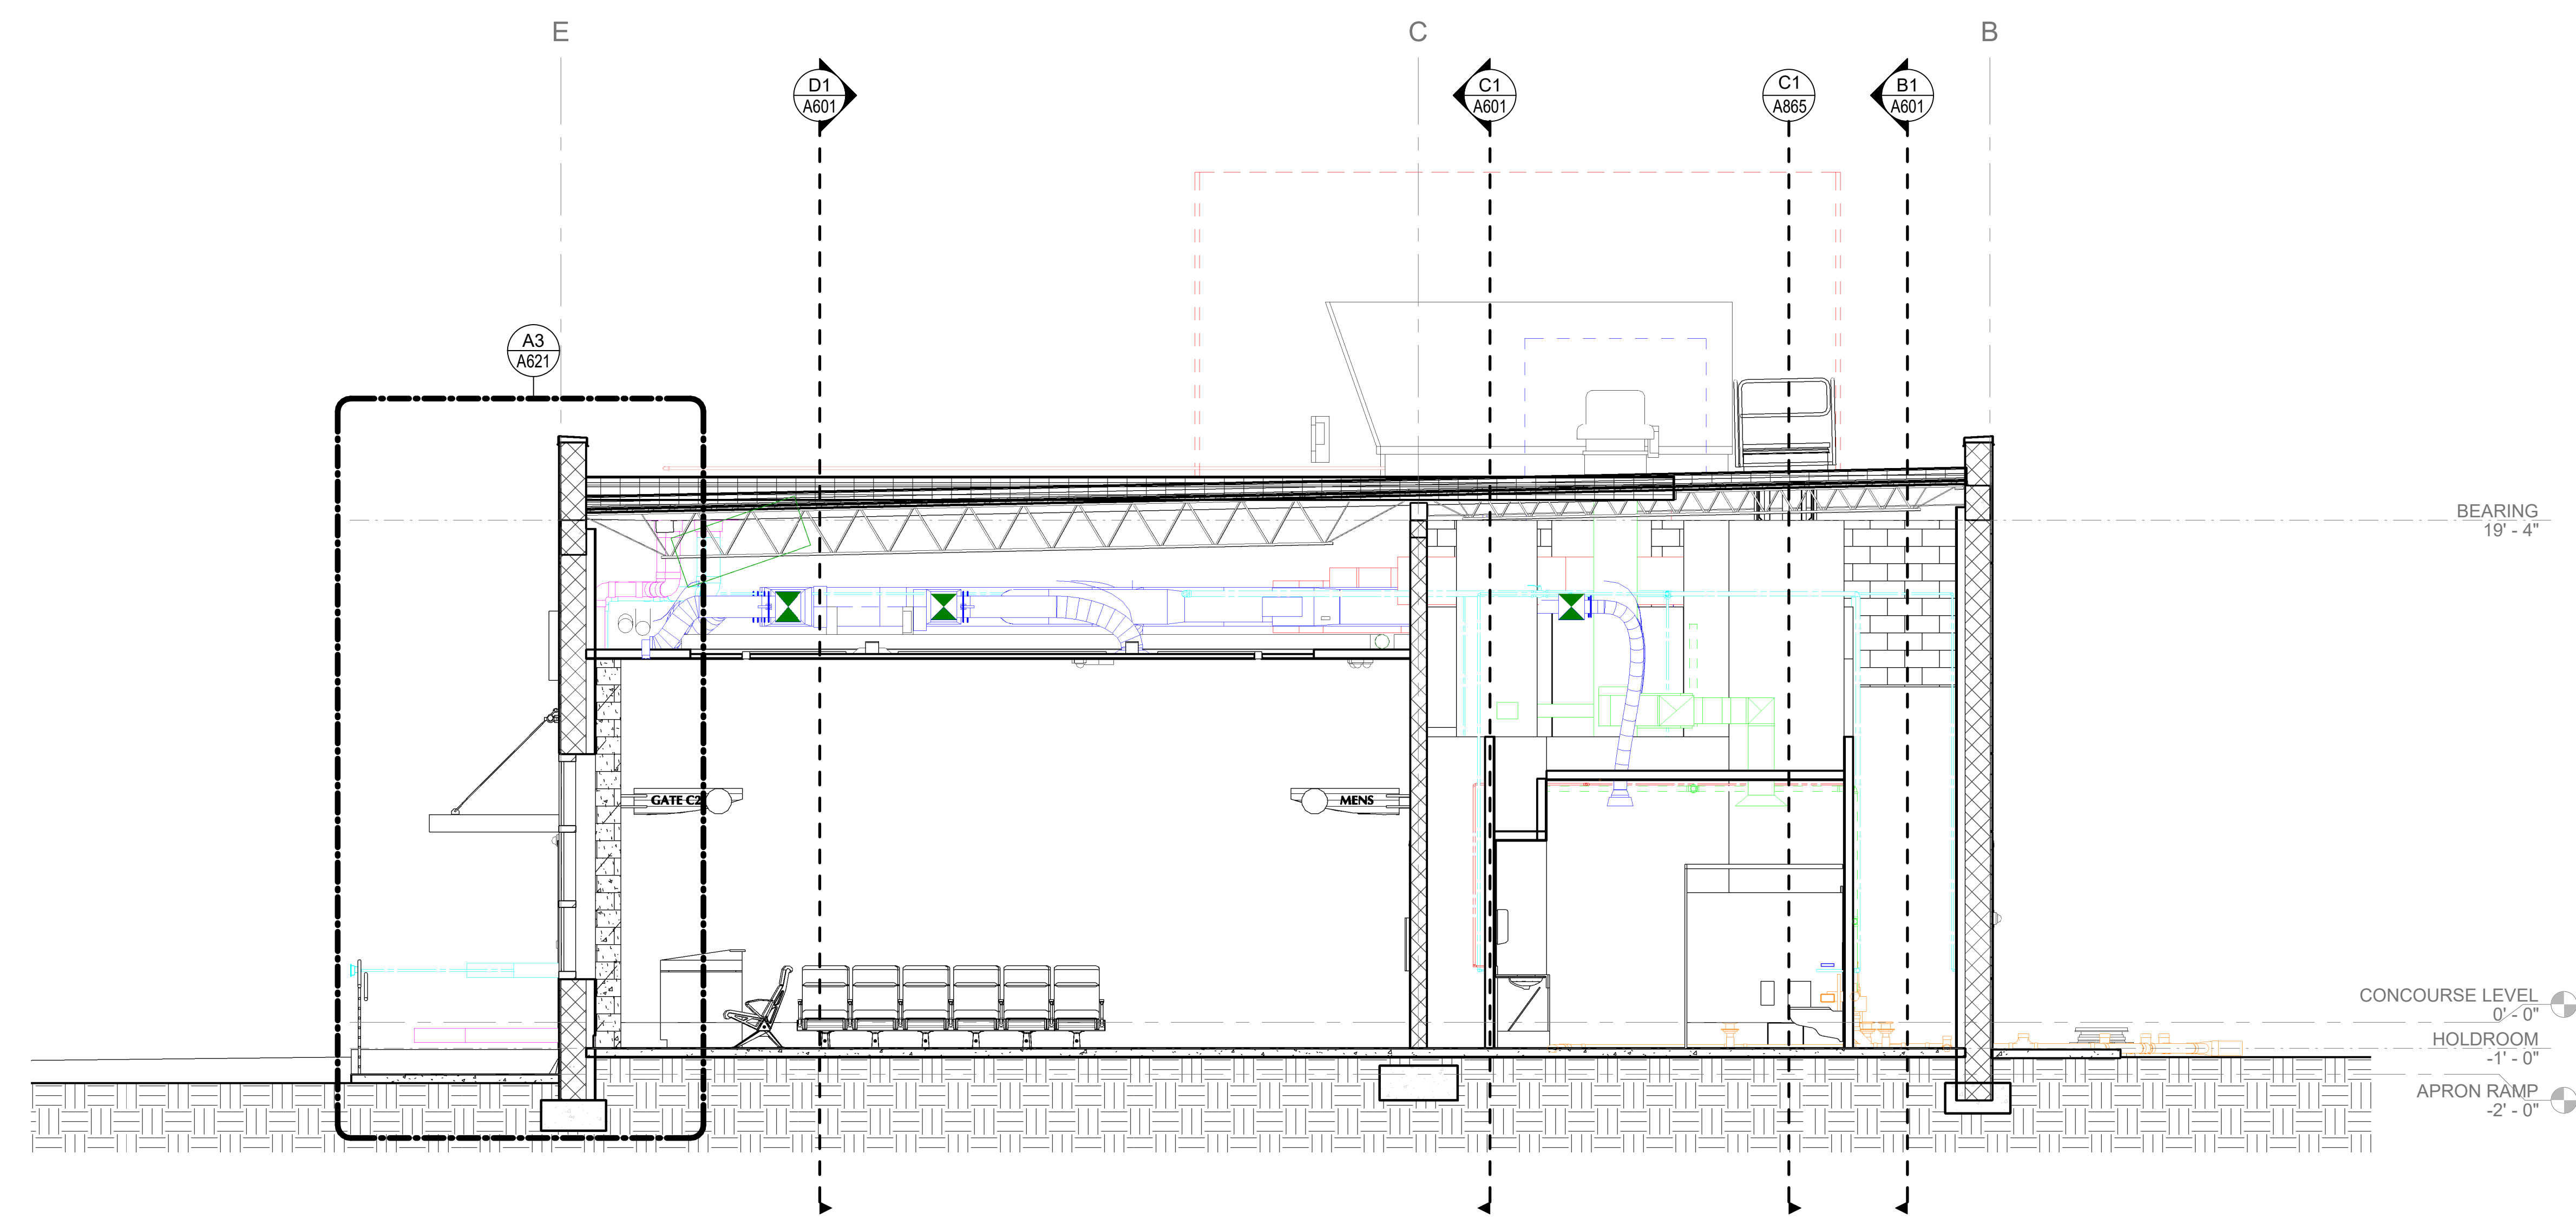 E
C
B
D1
A601
C1
A601
C1
A865
B1
A601
A3
A621
BEARING
19' - 4"
GATE C2
MENS
CONCOURSE LEVEL
0' - 0"
HOLDROOM
-1' - 0"
APRON RAMP
-2' - 0"